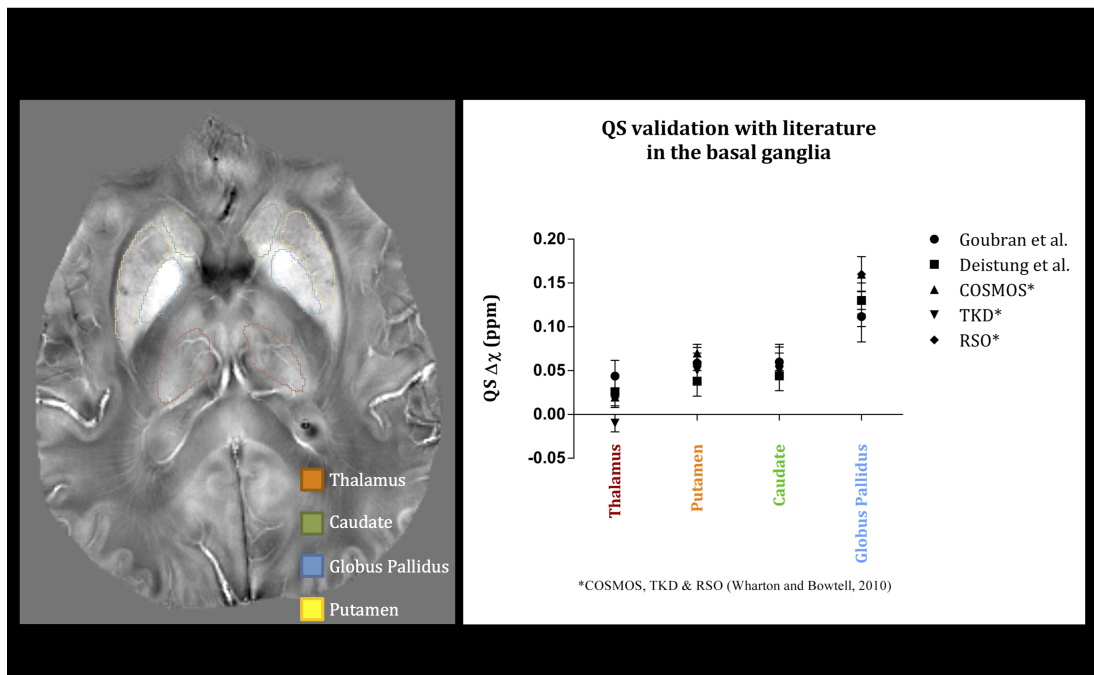 Thalamus
Caudate
Globus Pallidus
Putamen
QS validation with literature
in the basal ganglia
QS Δχ (ppm)
0.20
0.15
0.10
0.05
0.00
-0.05
Thalamus
Putamen
Caudate
Globus Pallidus
Goubran et al.
Deistung et al.
COSMOS*
TKD*
RSO*
*COSMOS, TKD & RSO (Wharton and Bowtell, 2010)